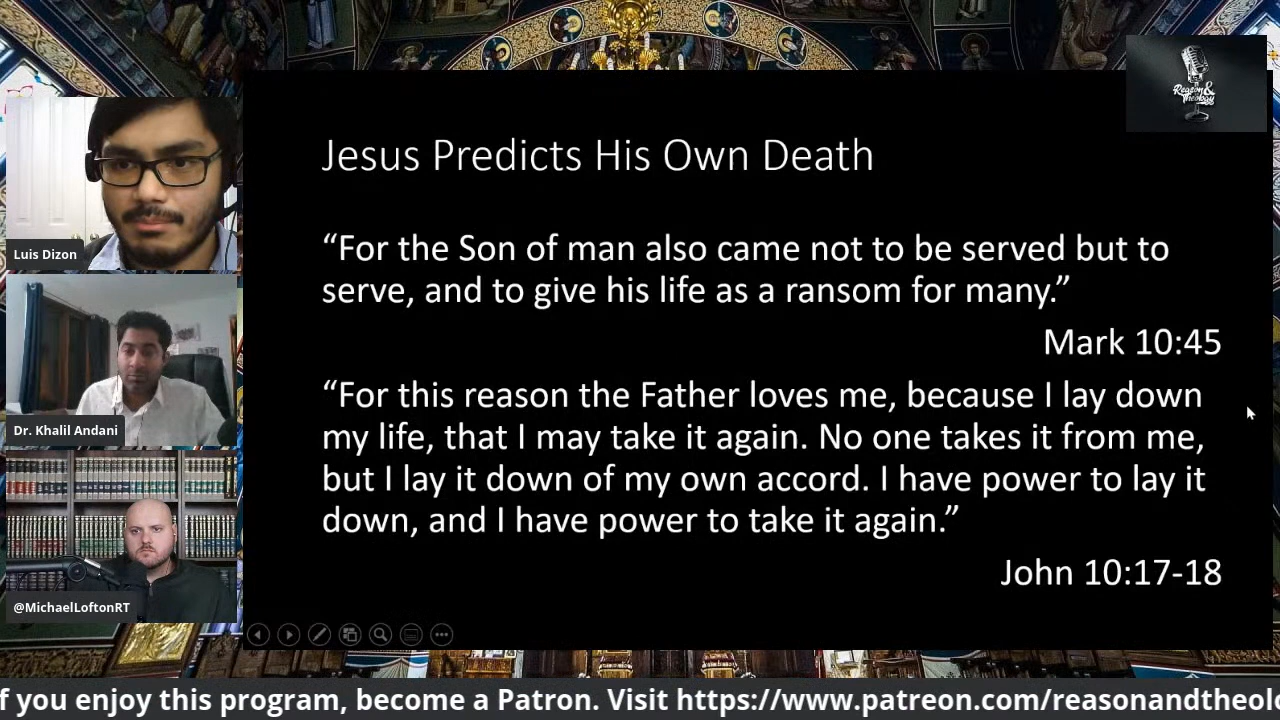 Reason &
Theology
Jesus Predicts His Own Death
“For the Son of man also came not to be served but to
serve, and to give his life as a ransom for many.”
Mark 10:45
“For this reason the Father loves me, because I lay down
my life, that I may take it again. No one takes it from me,
but I lay it down of my own accord. I have power to lay it
down, and I have power to take it again.”
John 10:17-18
Luis Dizon
Dr. Khalil Andani
@MichaelLoftonRT
f you enjoy this program, become a Patron. Visit https://www.patreon.com/reasonandtheolo